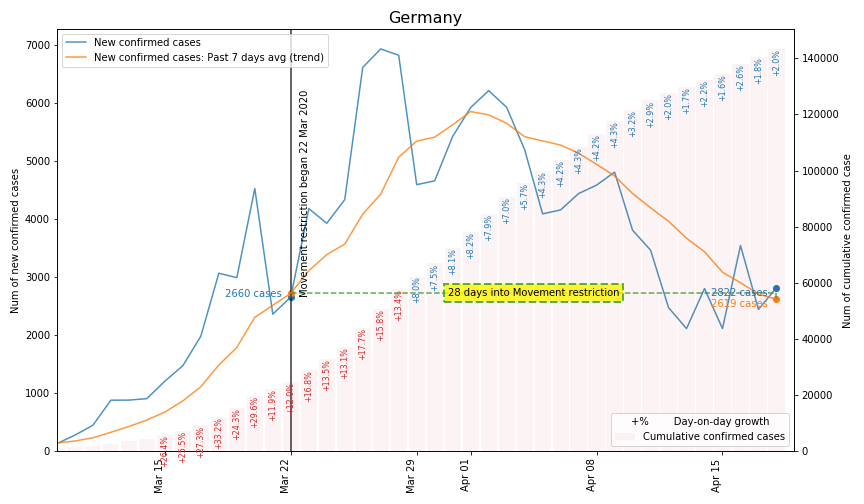 Germany
New confirmed cases
New confirmed cases: Past 7 days avg (trend)
Num of new confirmed cases
Num of cumulative confirmed case
7000
6000
5000
4000
3000
2000
1000
0
140000
120000
100000
80000
60000
40000
20000
0
Movement restriction began 22 Mar 2020
2660 cases
28 days into Movement restriction
2822 cases
2619 cases
+26.4%
+25.5%
+27.3%
+33.2%
+24.3%
+29.6%
+11.9%
+12.0%
+16.8%
+13.5%
+13.1%
+17.7%
+15.8%
+13.4%
+8.0%
+7.5%
+8.1%
+8.2%
+7.9%
+7.0%
+5.7%
+4.3%
+4.2%
+4.3%
+4.2%
+4.3%
+3.2%
+2.9%
+2.0%
+1.7%
+2.2%
+1.6%
+2.6%
+1.8%
+2.0%
+% Day-on-day growth
Cumulative confirmed cases
Mar 15
Mar 22
Mar 29
Apr 01
Apr 08
Apr 15